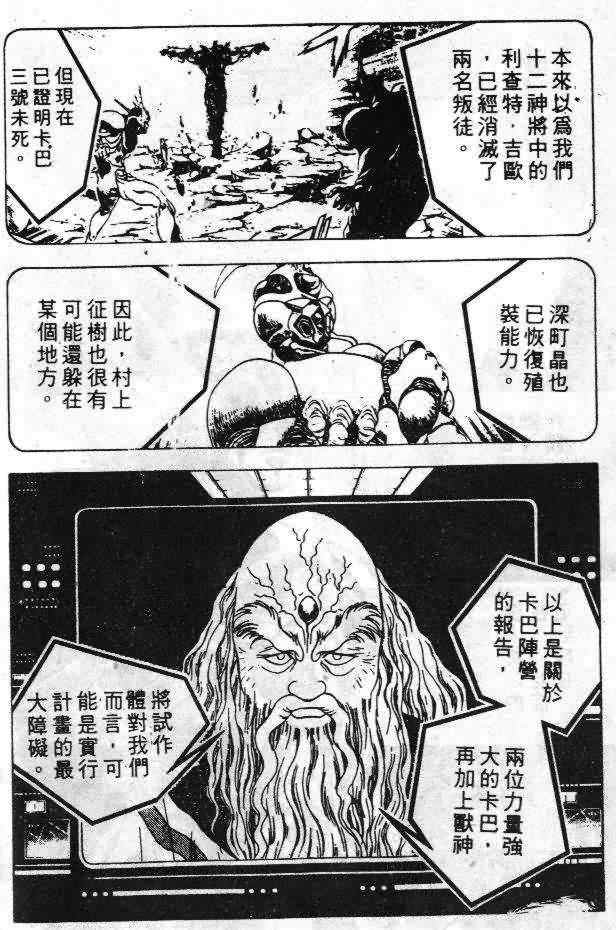 本來以為我們
十二神將中的
利查特．吉歐
，已經消滅了
兩名叛徒。
但現在
已證明卡巴
三號未死。
深町晶也
已恢復殖
裝能力。
因此，村上
征樹也很有
可能還躲在
某個地方。
以上是關於
卡巴陣營
的報告，
兩位力量強
大的卡巴，
再加上獸神
將試作
體對我們
而言，可
能是實行
計畫的最
大障礙。